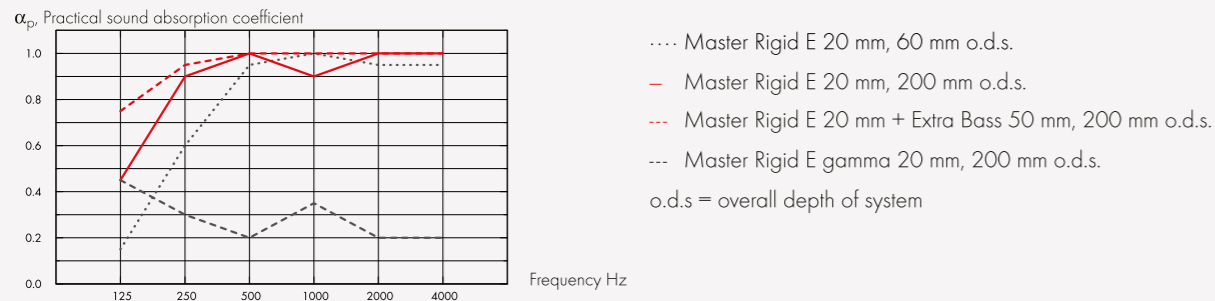 αp, Practical sound absorption coefficient
1.0
0.8
0.6
0.4
0.2
0.0
125 250 500 1000 2000 4000
Frequency Hz
···· Master Rigid E 20 mm, 60 mm o.d.s.
— Master Rigid E 20 mm, 200 mm o.d.s.
--- Master Rigid E 20 mm + Extra Bass 50 mm, 200 mm o.d.s.
--- Master Rigid E gamma 20 mm, 200 mm o.d.s.
o.d.s = overall depth of system